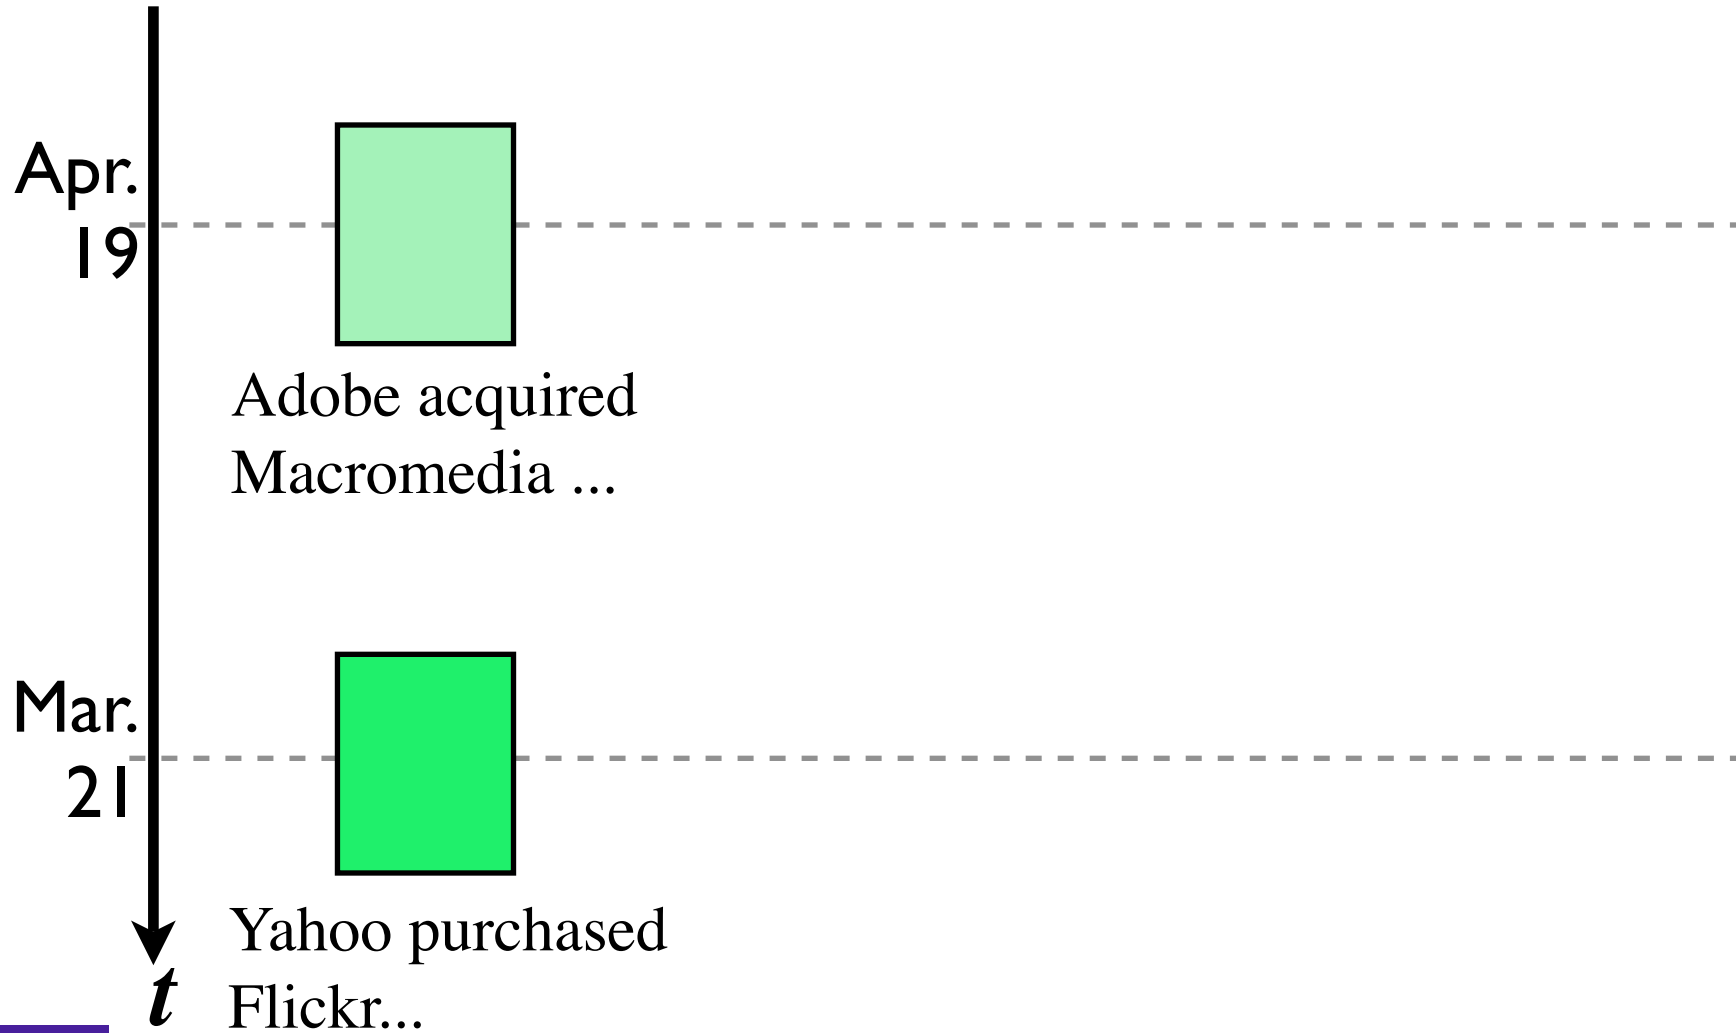 Apr.
19
Adobe acquired
Macromedia ...
Mar.
21
Yahoo purchased
Flickr...
t